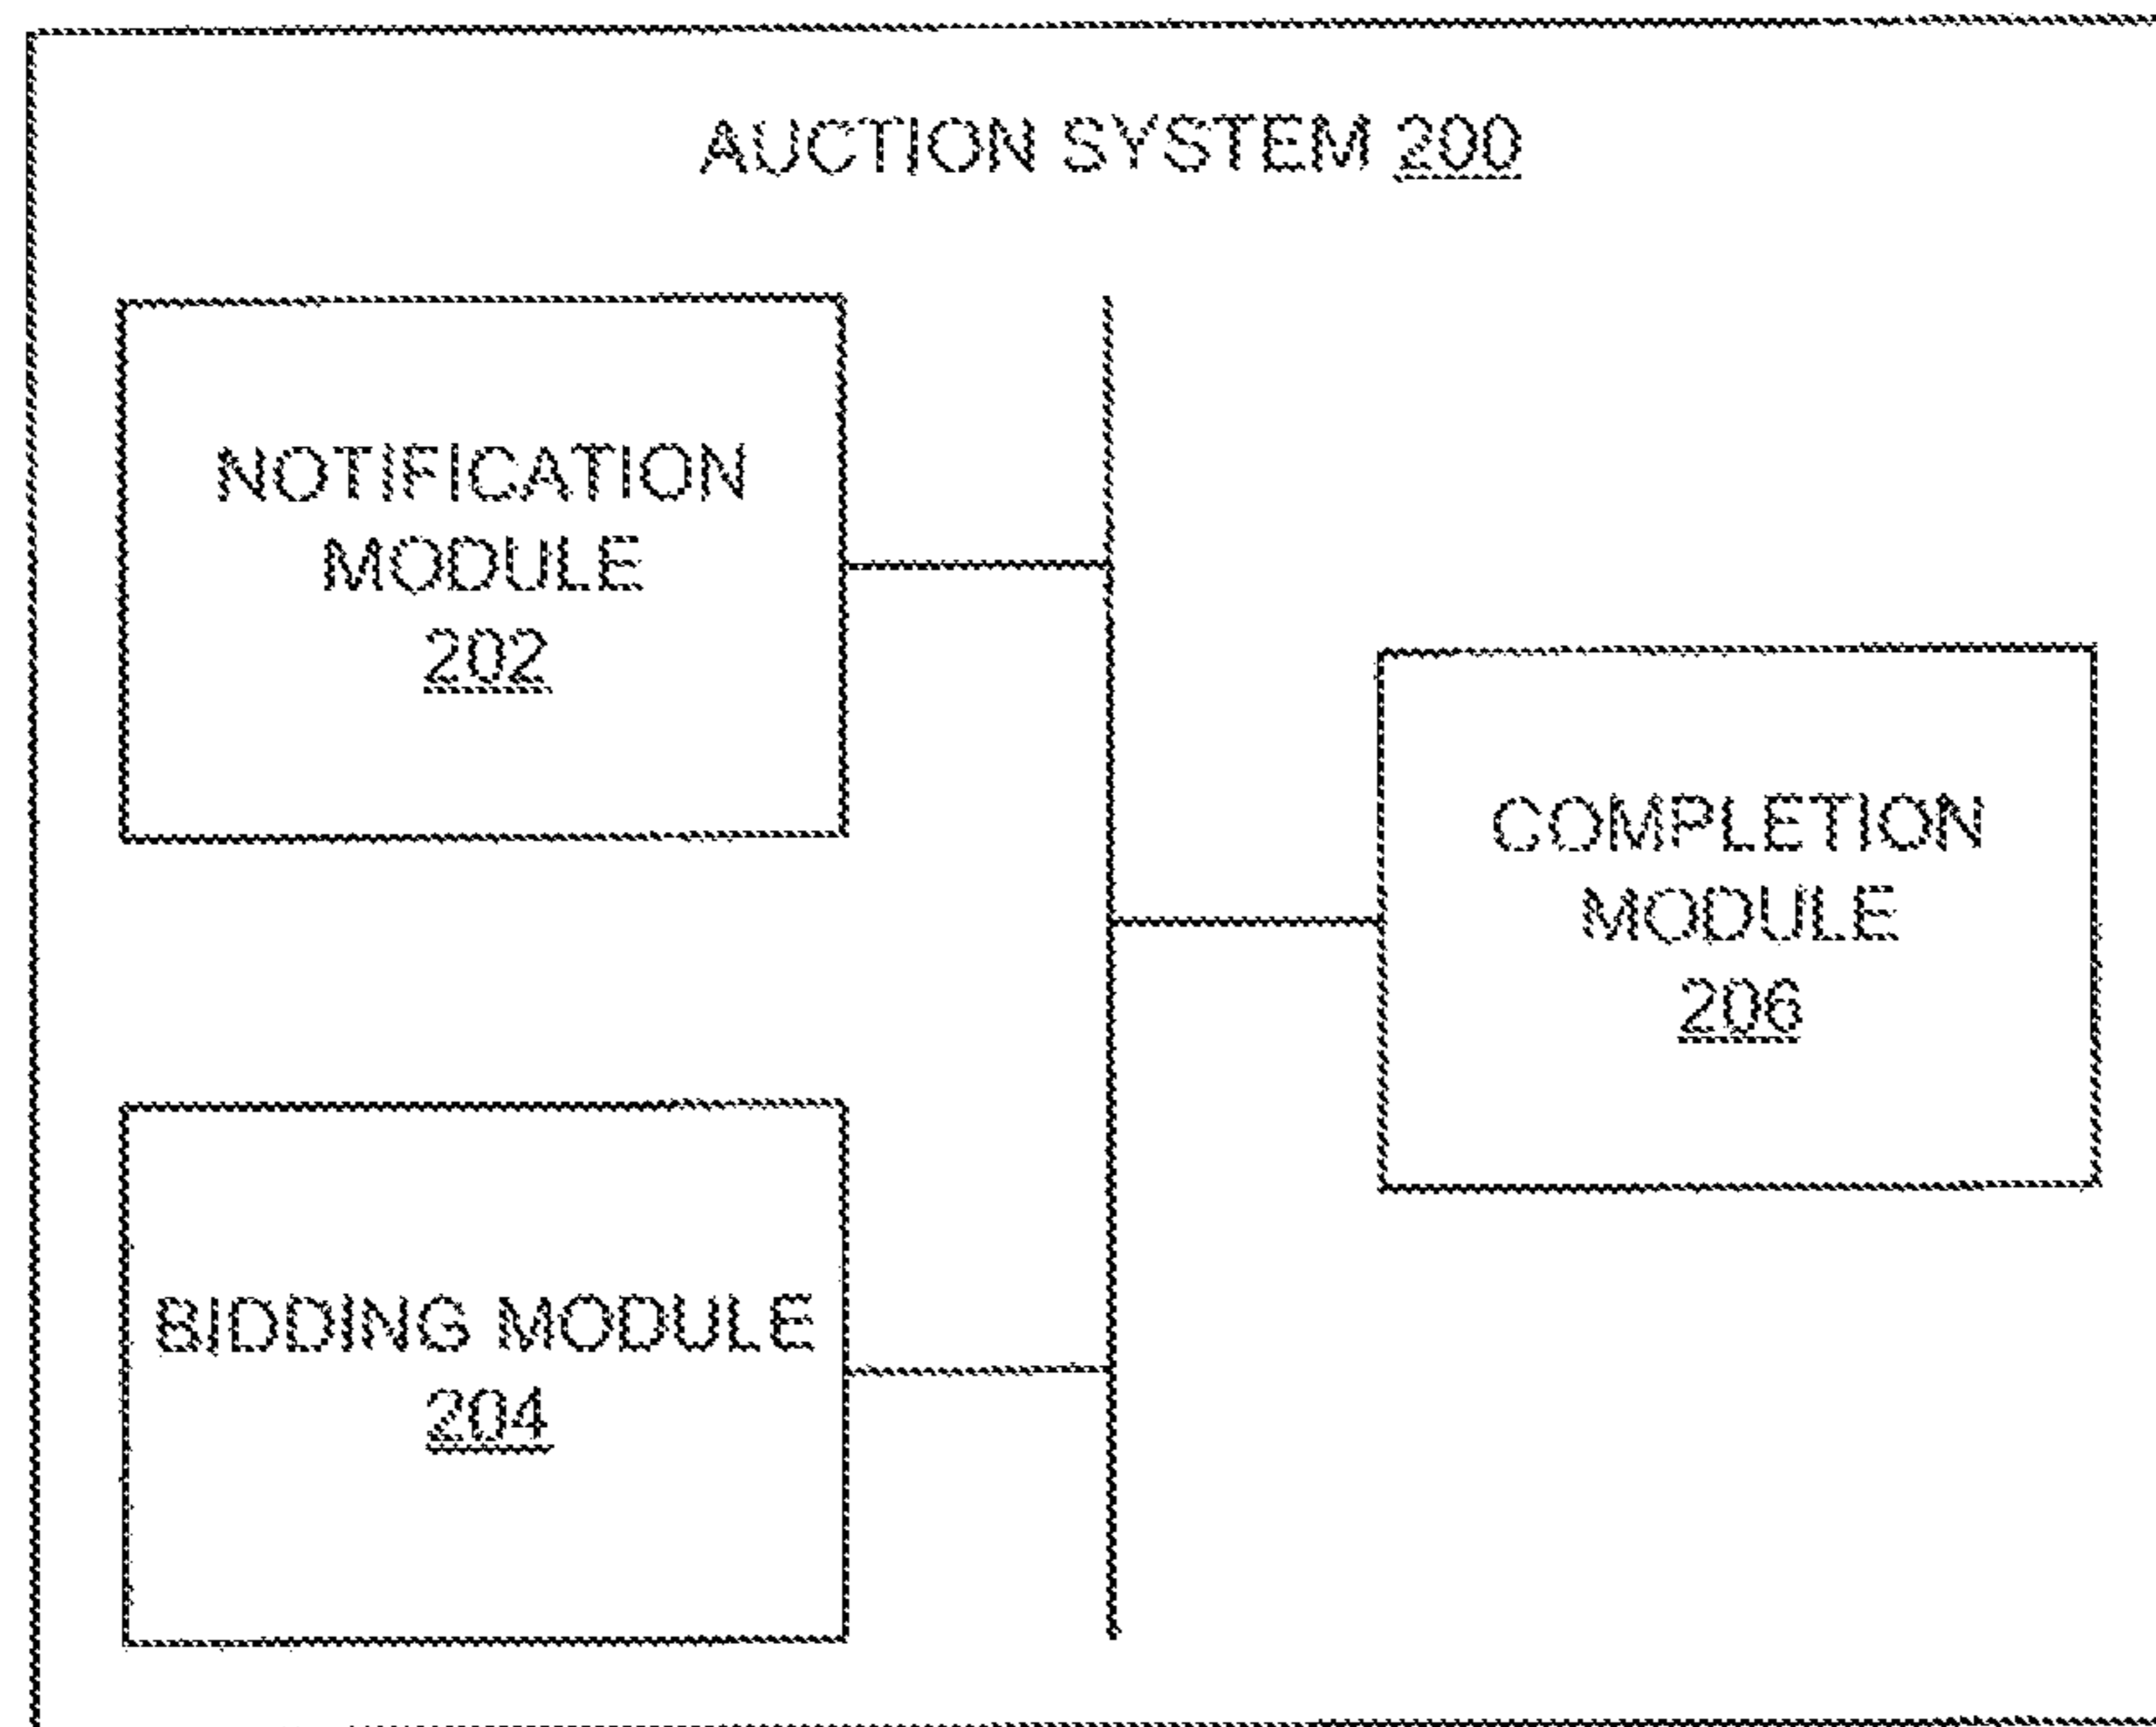 AUCTION SYSTEM 200
NOTIFICATION
MODULE
202
COMPLETION
MODULE
206
BIDDING MODULE
204